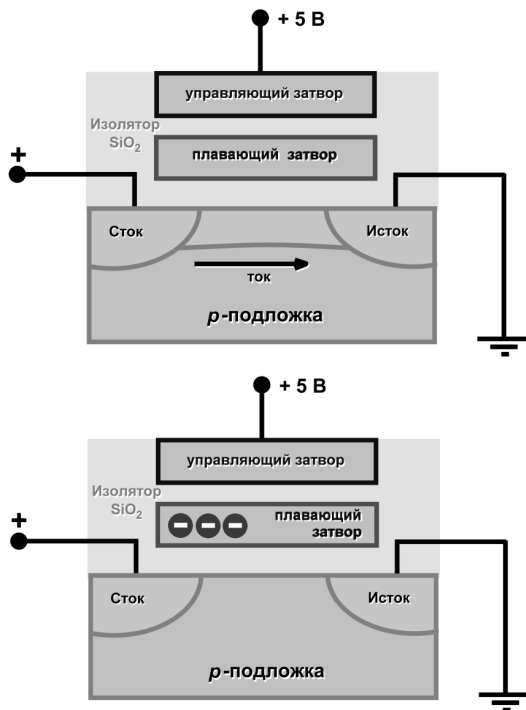 + 5 В
управляющий затвор
Изолятор
SiO₂
плавающий затвор
+
Сток
Исток
ток
p-подложка
+ 5 В
управляющий затвор
Изолятор
SiO₂
плавающий
затвор
+
Сток
Исток
p-подложка